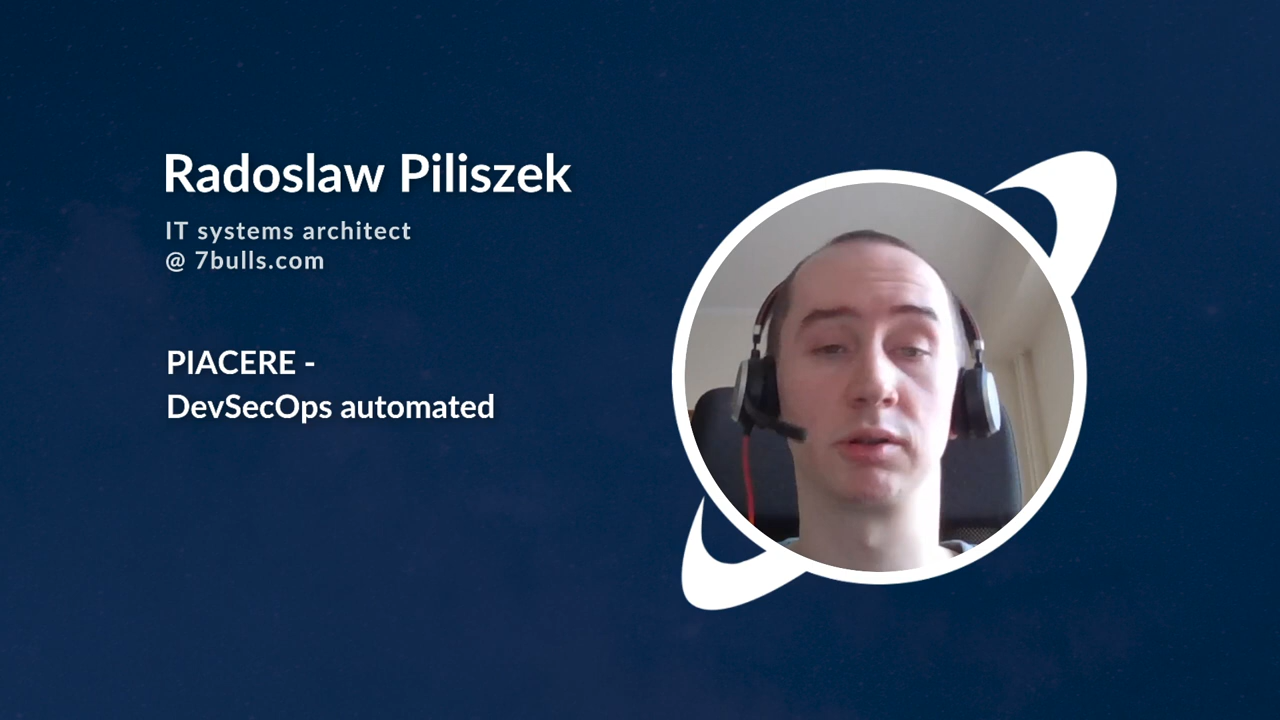 Radoslaw Piliszek
IT systems architect
@ 7bulls.com
PIACERE -
DevSecOps automated